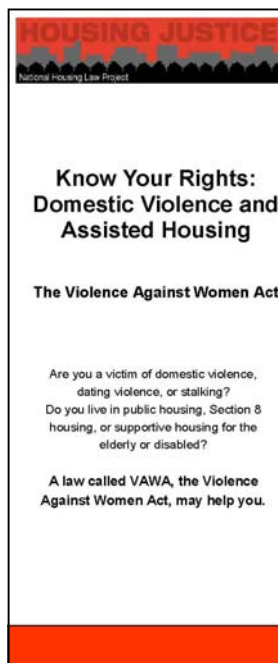 HOUSING JUSTICE
National Housing Law Project
Know Your Rights:
Domestic Violence and
Assisted Housing
The Violence Against Women Act
Are you a victim of domestic violence,
dating violence, or stalking?
Do you live in public housing, Section 8
housing, or supportive housing for the
elderly or disabled?
A law called VAWA, the Violence
Against Women Act, may help you.